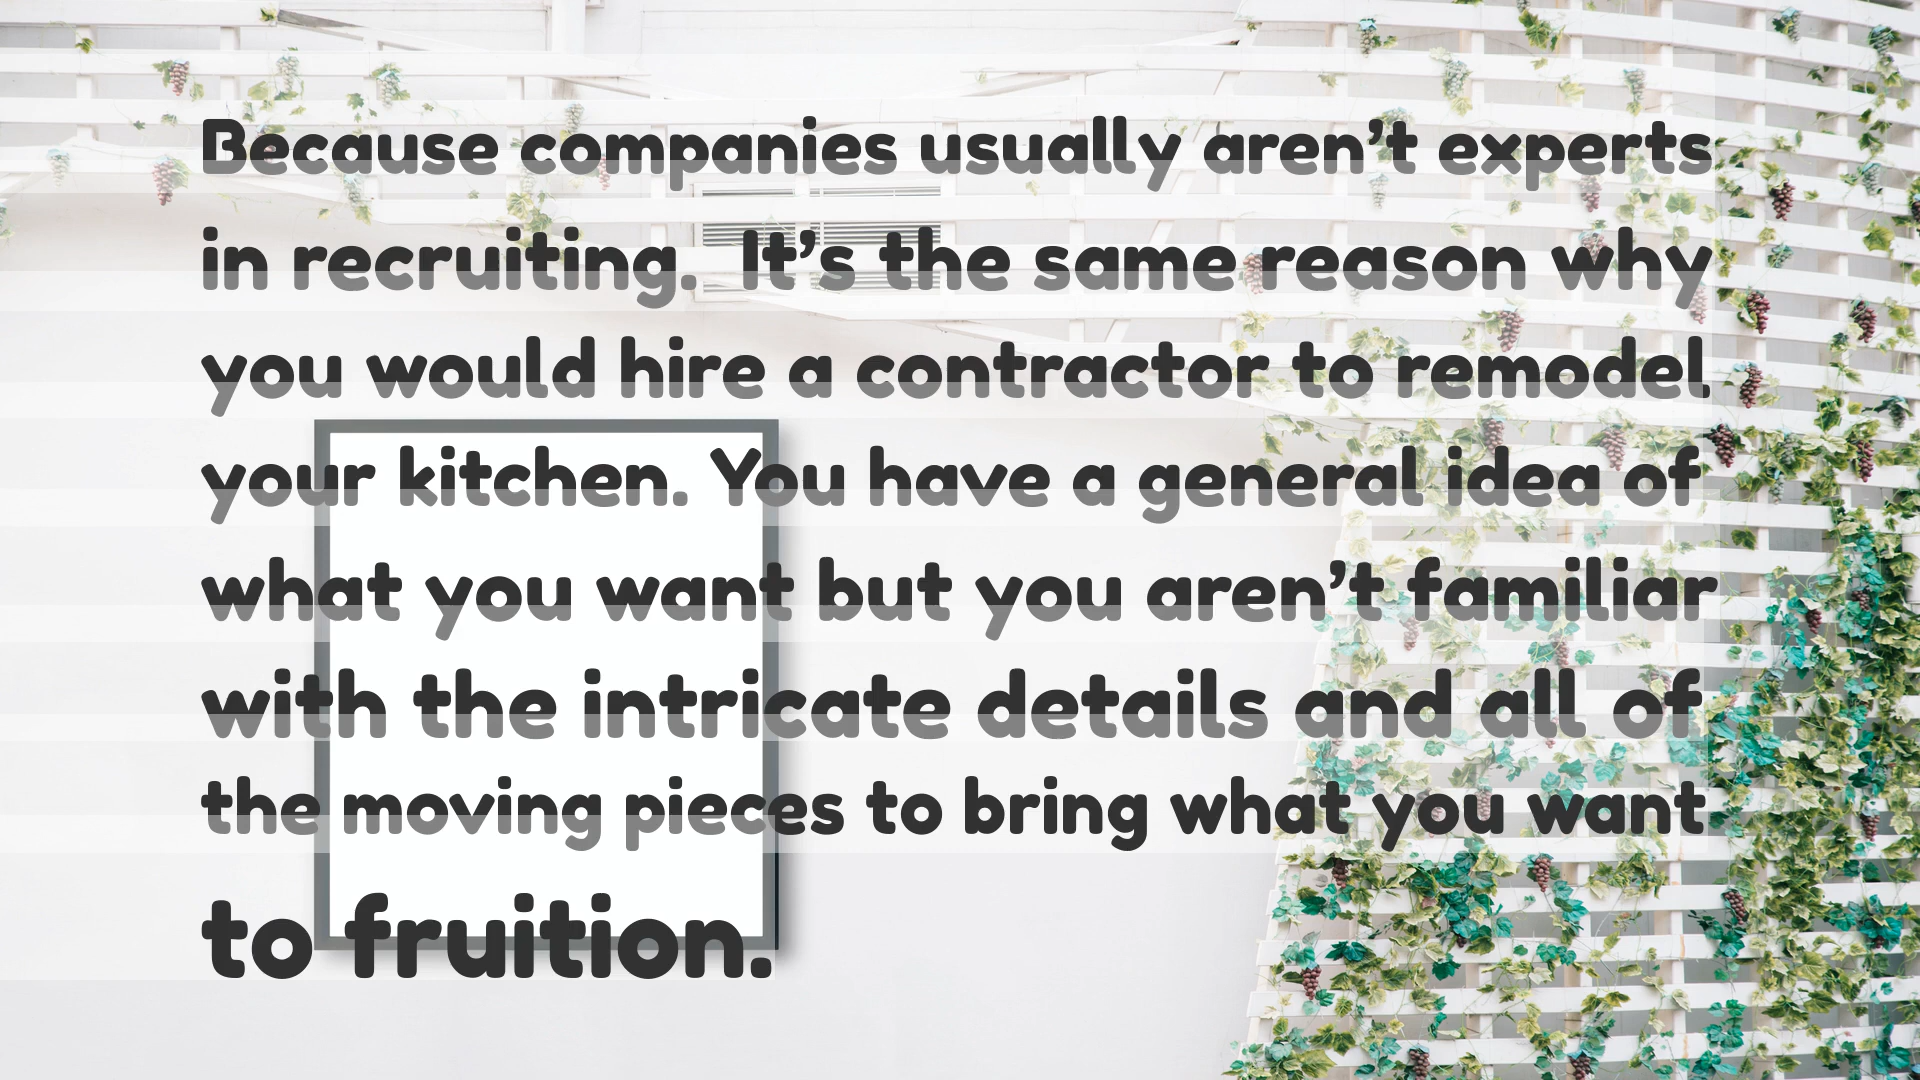 Because companies usually aren’t experts
in recruiting.  It’s the same reason why
you would hire a contractor to remodel
your kitchen. You have a general idea of
what you want but you aren’t familiar
with the intricate details and all of
the moving pieces to bring what you want
to fruition.